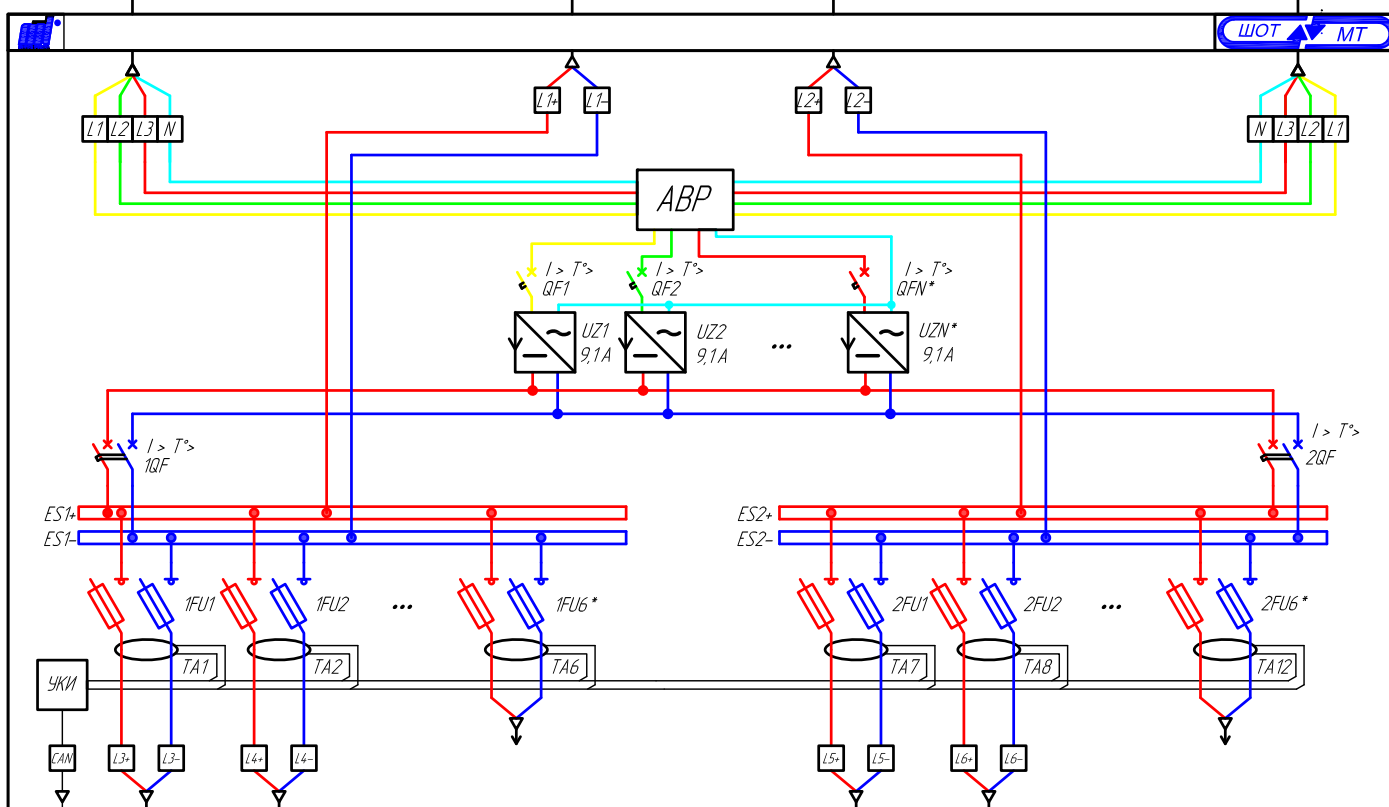 ШОТ МТ
L1+ L1– L2+ L2–
L1 L2 L3 N
N L3 L2 L1
АВР
I > T°> I > T°> I > T°>
QF1 QF2 QFN*
UZ1 UZ2 UZN*
9,1А 9,1А ... 9,1А
I > T°> I > T°>
1QF 2QF
ES1+ ES2+
ES1– ES2–
1FU1 1FU2 ... 1FU6* 2FU1 2FU2 ... 2FU6*
TA1 TA2 TA6 TA7 TA8 TA12
УКИ
CAN L3+ L3– L4+ L4– L5+ L5– L6+ L6–